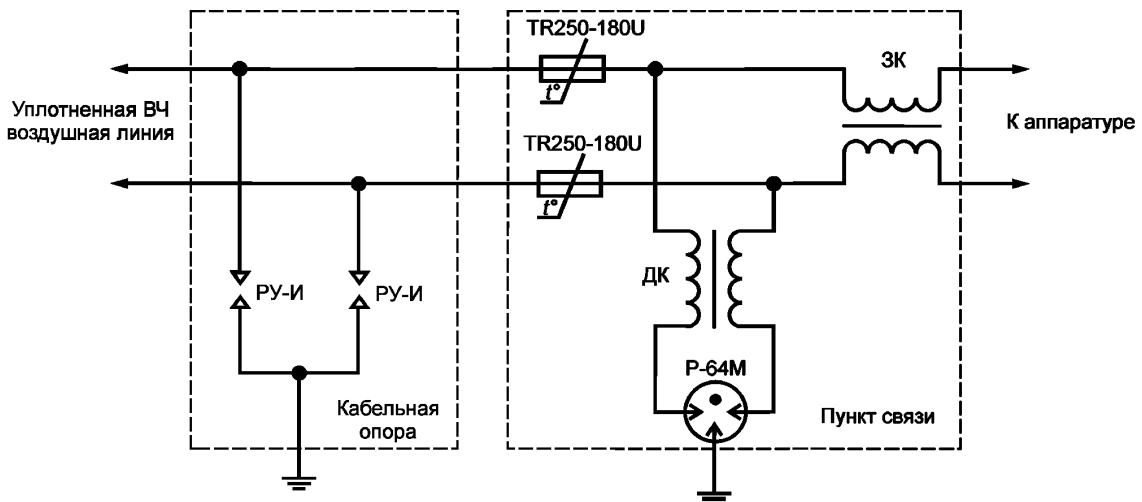 TR250-180U
ЗК
t°
Уплотненная ВЧ
воздушная линия
К аппаратуре
TR250-180U
t°
ДК
РУ-И
РУ-И
Р-64М
Кабельная
опора
Пункт связи